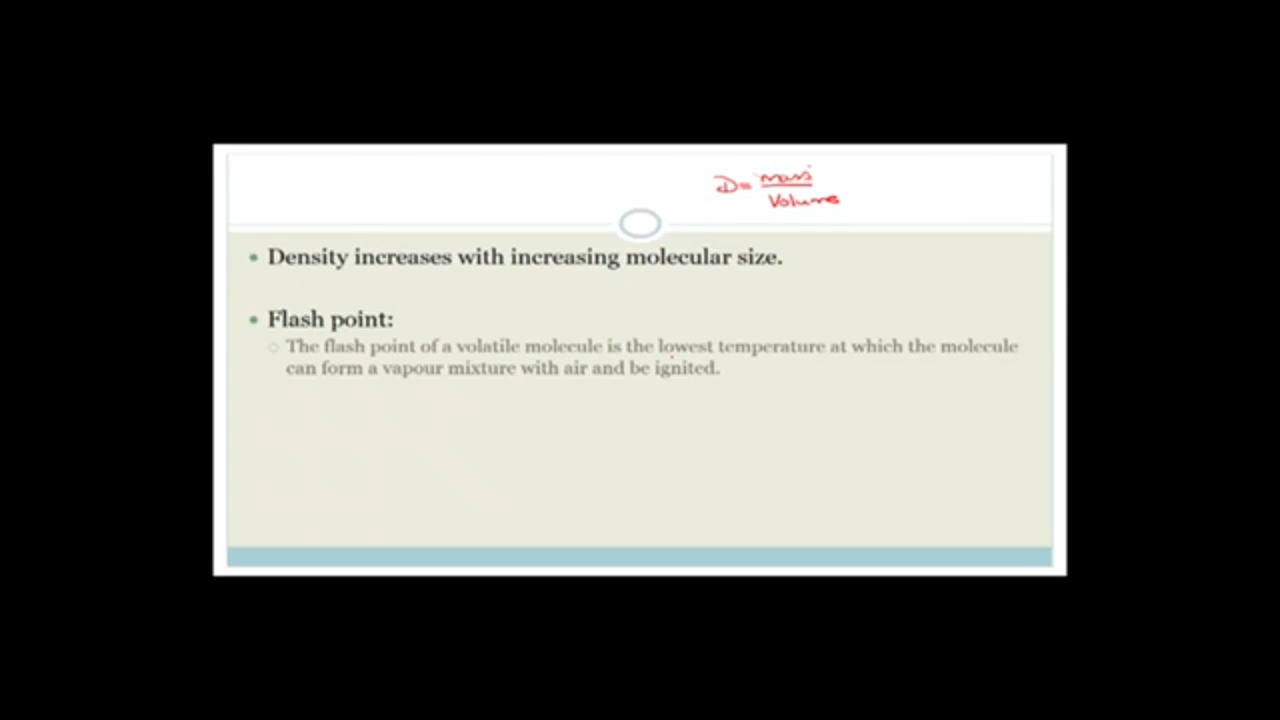 D= mass
Volume
• Density increases with increasing molecular size.
• Flash point:
○ The flash point of a volatile molecule is the lowest temperature at which the molecule
can form a vapour mixture with air and be ignited.